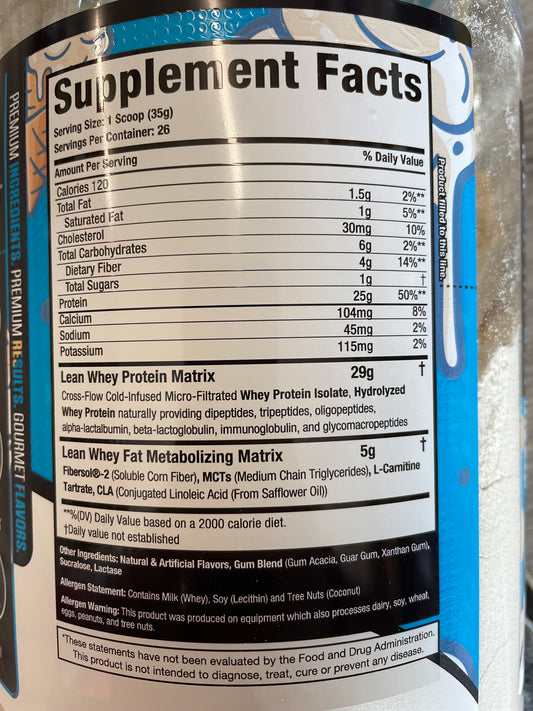 Supplement Facts
Serving Size: 1 Scoop (35g)
Servings Per Container: 26
Amount Per Serving % Daily Value
Calories 120
Total Fat 1.5g 2%**
Saturated Fat 1g 5%**
Cholesterol 30mg 10%
Total Carbohydrates 6g 2%**
Dietary Fiber 4g 14%**
Total Sugars 1g †
Protein 25g 50%**
Calcium 104mg 8%
Sodium 45mg 2%
Potassium 115mg 2%
Lean Whey Protein Matrix 29g †
Cross-Flow Cold-Infused Micro-Filtrated Whey Protein Isolate, Hydrolyzed
Whey Protein naturally providing dipeptides, tripeptides, oligopeptides,
alpha-lactalbumin, beta-lactoglobulin, immunoglobulin, and glycomacropeptides
Lean Whey Fat Metabolizing Matrix 5g †
Fibersol®-2 (Soluble Corn Fiber), MCTs (Medium Chain Triglycerides), L-Carnitine
Tartrate, CLA (Conjugated Linoleic Acid (From Safflower Oil))
**%(DV) Daily Value based on a 2000 calorie diet.
†Daily value not established
Other Ingredients: Natural & Artificial Flavors, Gum Blend (Gum Acacia, Guar Gum, Xanthan Gum),
Sucralose, Lactase
Allergen Statement: Contains Milk (Whey), Soy (Lecithin) and Tree Nuts (Coconut)
Allergen Warning: This product was produced on equipment which also processes dairy, soy, wheat,
eggs, peanuts, and tree nuts.
*These statements have not been evaluated by the Food and Drug Administration.
This product is not intended to diagnose, treat, cure or prevent any disease.
PREMIUM INGREDIENTS. PREMIUM RESULTS. GOURMET FLAVORS.
Product filled to this line.